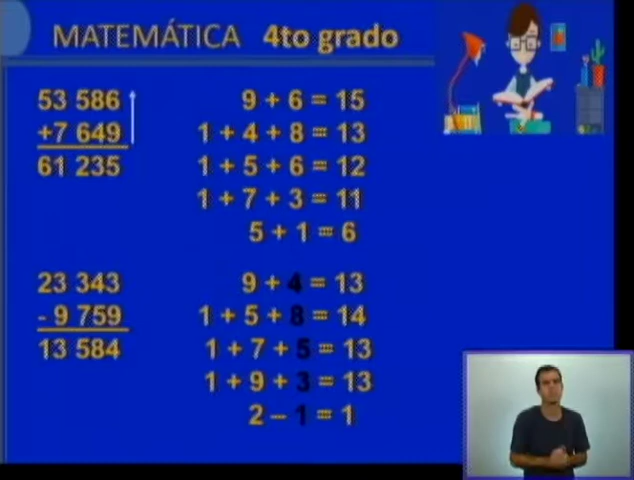 MATEMÁTICA 4to grado
53 586
+7 649
61 235
9 + 6 = 15
1 + 4 + 8 = 13
1 + 5 + 6 = 12
1 + 7 + 3 = 11
5 + 1 = 6
23 343
- 9 759
13 584
9 + 4 = 13
1 + 5 + 8 = 14
1 + 7 + 5 = 13
1 + 9 + 3 = 13
2 – 1 = 1